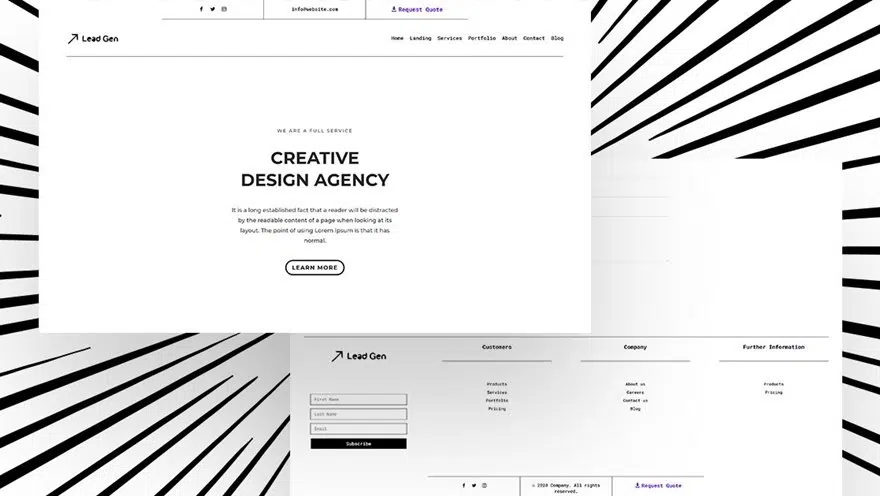 info@website.com
Request Quote
Lead Gen
Home Landing Services Portfolio About Contact Blog
WE ARE A FULL SERVICE
CREATIVE
DESIGN AGENCY
It is a long established fact that a reader will be distracted
by the readable content of a page when looking at its
layout. The point of using Lorem Ipsum is that it has
normal.
LEARN MORE
Lead Gen
First Name
Last Name
Email
Subscribe
Customers
Products
Services
Portfolio
Pricing
Company
About us
Careers
Contact us
Blog
Further Information
Products
Pricing
© 2020 Company. All rights
reserved.
Request Quote